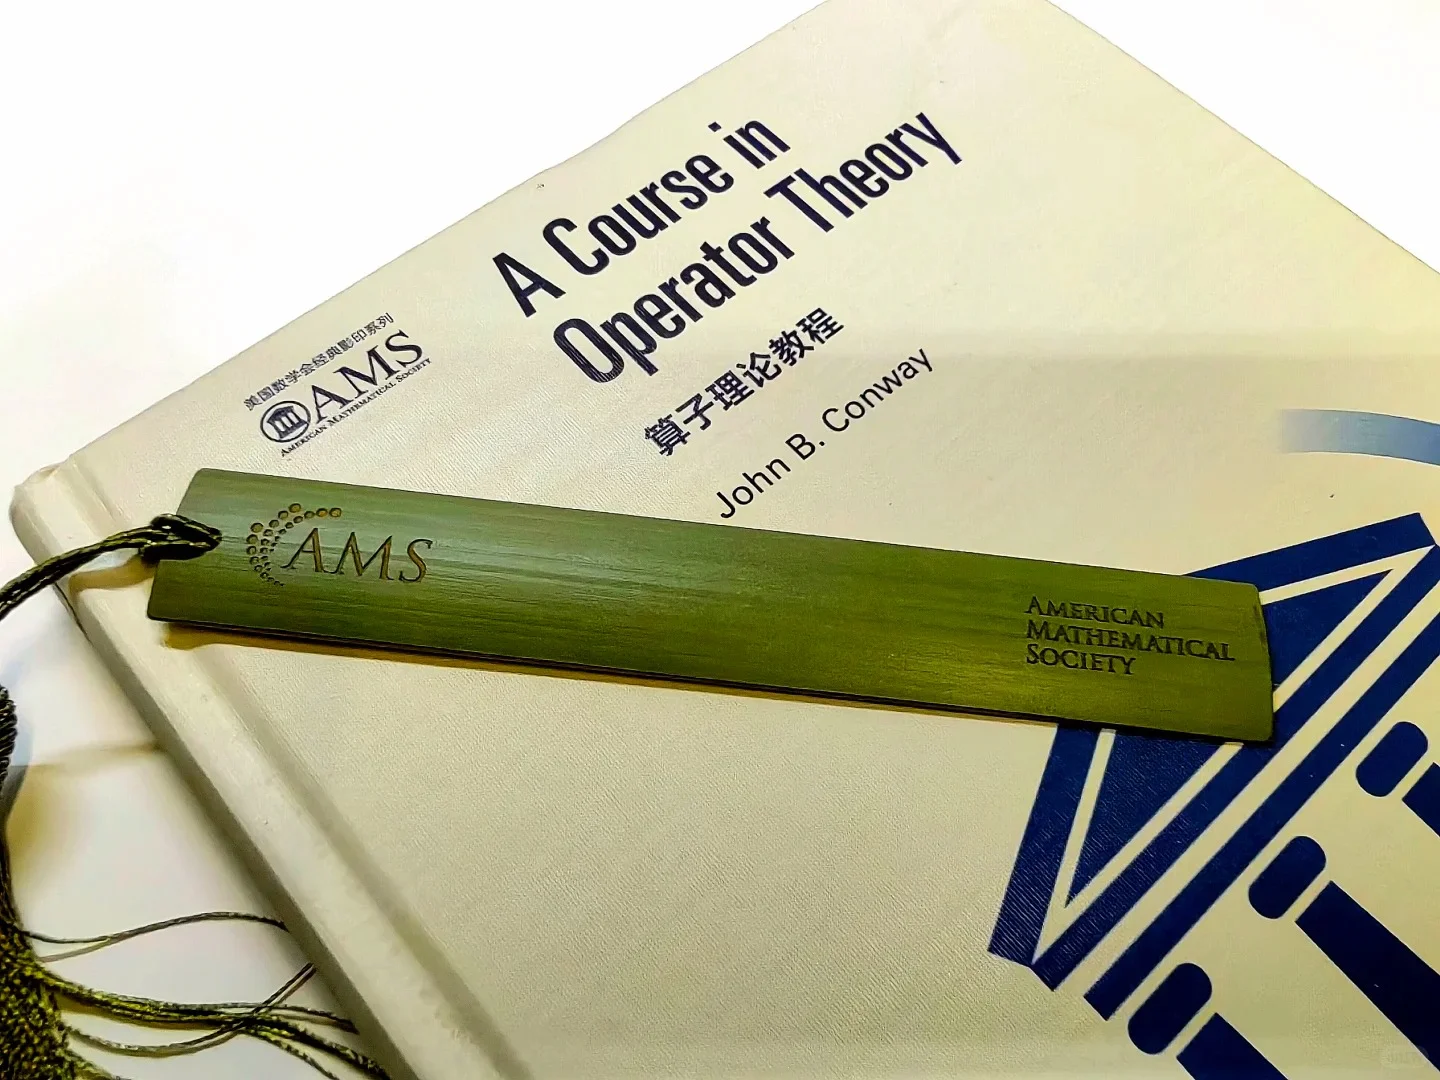 A Course in
Operator Theory
算子理论教程
John B. Conway
美国数学会经典影印系列
AMS
AMERICAN MATHEMATICAL SOCIETY
AMS
AMERICAN
MATHEMATICAL
SOCIETY